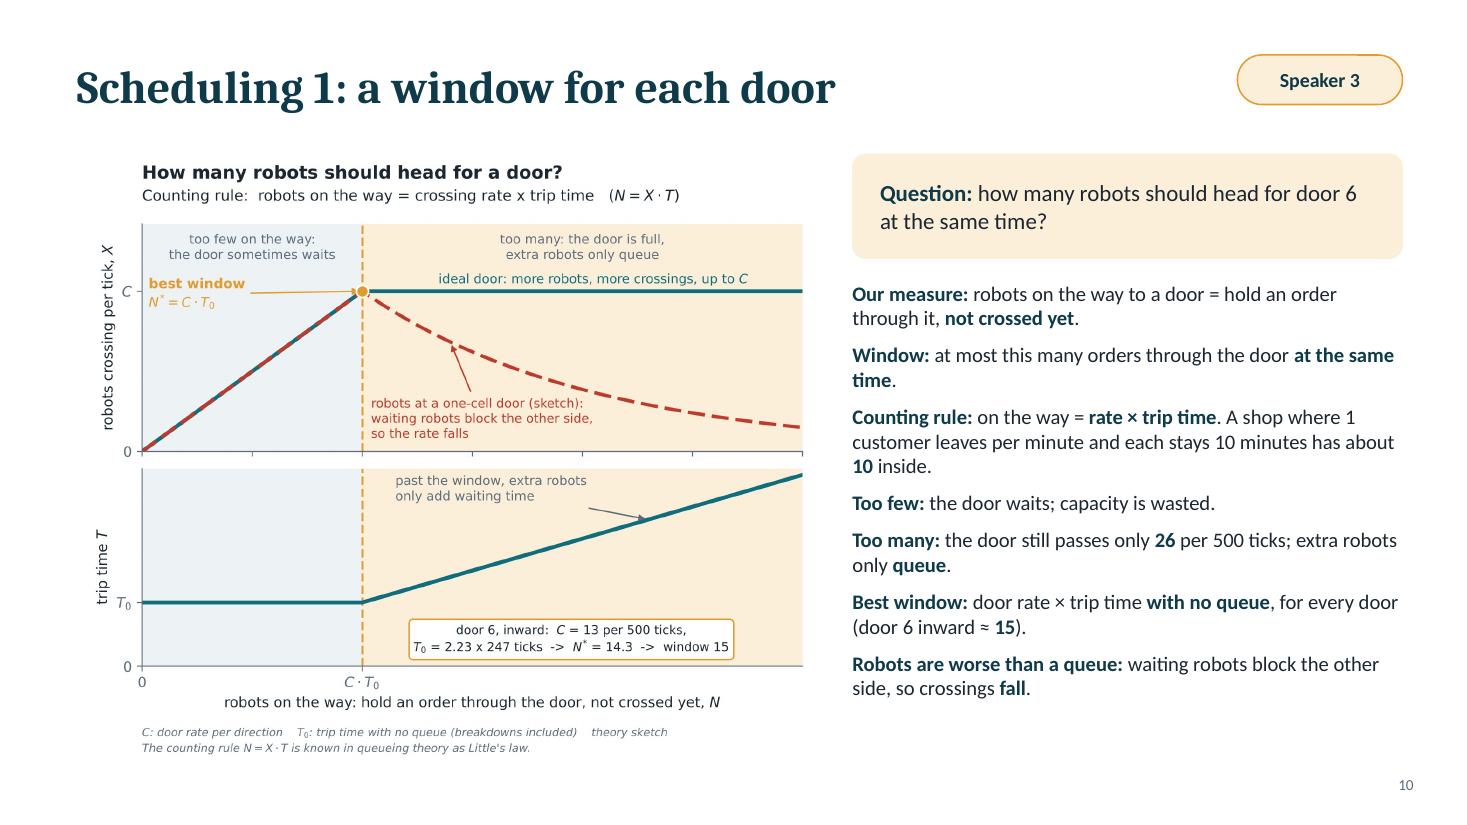 Scheduling 1: a window for each door
Speaker 3
How many robots should head for a door?
Counting rule:  robots on the way = crossing rate x trip time   (N = X · T)
too few on the way:
the door sometimes waits
too many: the door is full,
extra robots only queue
best window
N* = C · T₀
ideal door: more robots, more crossings, up to C
robots crossing per tick, X
C
0
robots at a one-cell door (sketch):
waiting robots block the other side,
so the rate falls
past the window, extra robots
only add waiting time
trip time T
T₀
0
door 6, inward:  C = 13 per 500 ticks,
T₀ = 2.23 x 247 ticks  ->  N* = 14.3  ->  window 15
0
C · T₀
robots on the way: hold an order through the door, not crossed yet, N
C: door rate per direction    T₀: trip time with no queue (breakdowns included)    theory sketch
The counting rule N = X · T is known in queueing theory as Little's law.
Question: how many robots should head for door 6
at the same time?
Our measure: robots on the way to a door = hold an order
through it, not crossed yet.
Window: at most this many orders through the door at the same
time.
Counting rule: on the way = rate × trip time. A shop where 1
customer leaves per minute and each stays 10 minutes has about
10 inside.
Too few: the door waits; capacity is wasted.
Too many: the door still passes only 26 per 500 ticks; extra robots
only queue.
Best window: door rate × trip time with no queue, for every door
(door 6 inward ≈ 15).
Robots are worse than a queue: waiting robots block the other
side, so crossings fall.
10